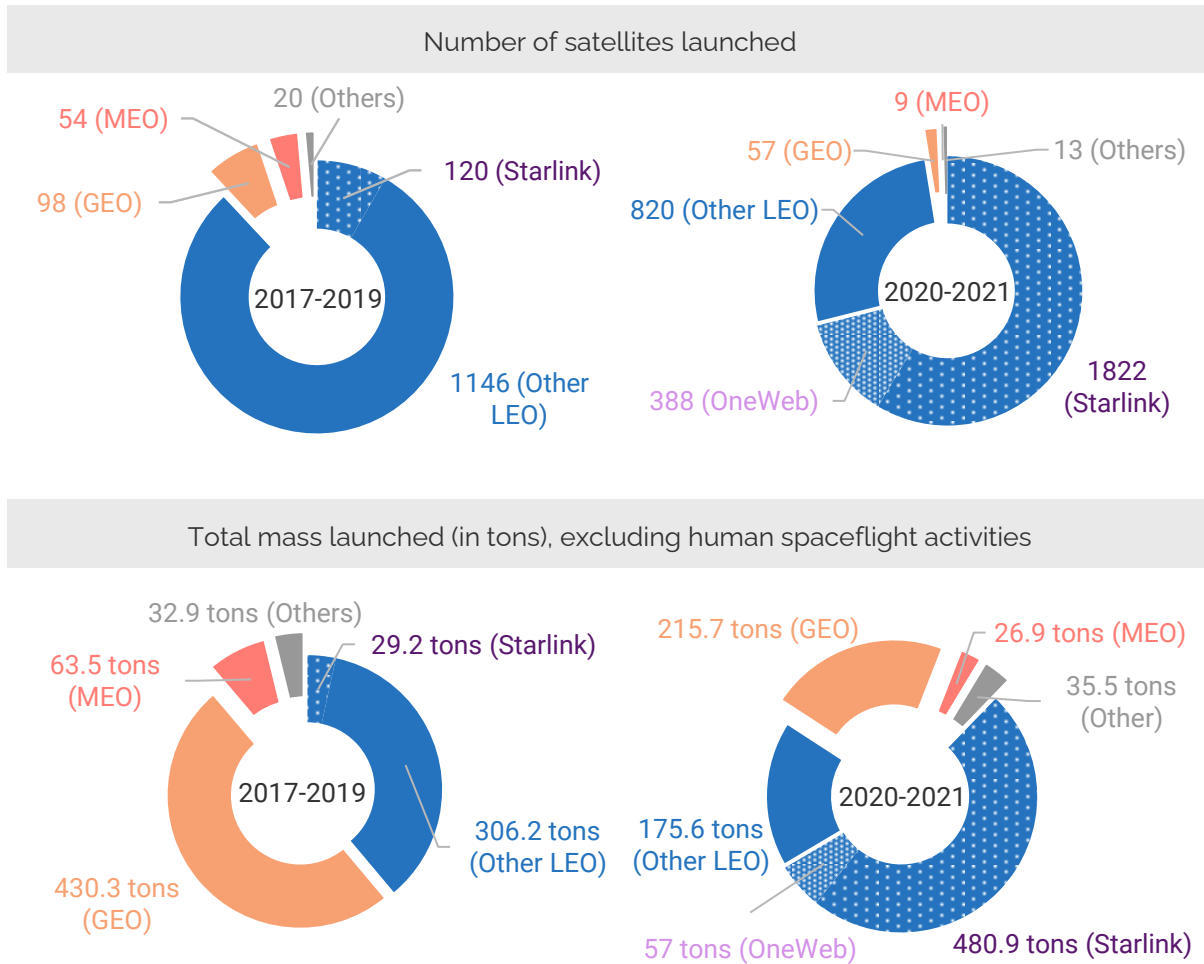 Number of satellites launched
20 (Others)
54 (MEO)
120 (Starlink)
98 (GEO)
2017-2019
1146 (Other
LEO)
9 (MEO)
57 (GEO)
13 (Others)
820 (Other LEO)
2020-2021
1822
(Starlink)
388 (OneWeb)
Total mass launched (in tons), excluding human spaceflight activities
32.9 tons (Others)
29.2 tons (Starlink)
63.5 tons
(MEO)
2017-2019
306.2 tons
(Other LEO)
430.3 tons
(GEO)
215.7 tons (GEO)
26.9 tons (MEO)
35.5 tons
(Other)
2020-2021
175.6 tons
(Other LEO)
57 tons (OneWeb)
480.9 tons (Starlink)